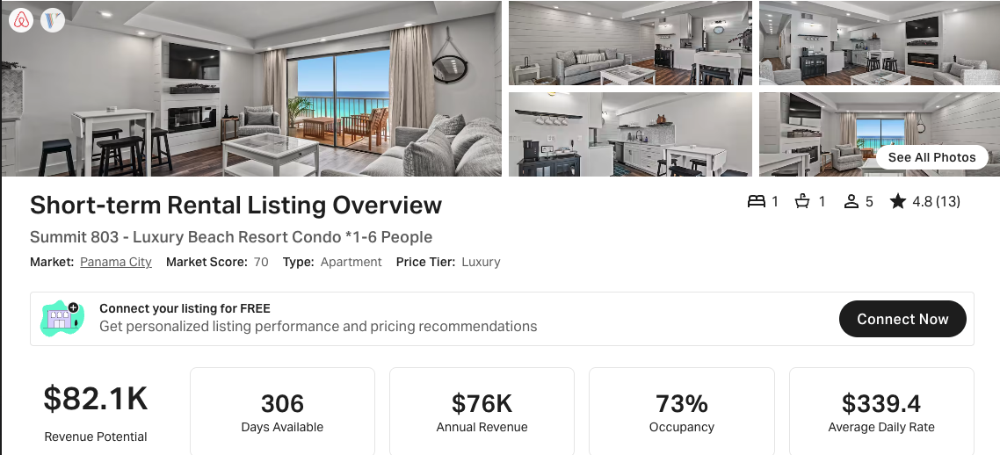 See All Photos
Short-term Rental Listing Overview
1 1 5 4.8 (13)
Summit 803 - Luxury Beach Resort Condo *1-6 People
Market: Panama City Market Score: 70 Type: Apartment Price Tier: Luxury
Connect your listing for FREE
Get personalized listing performance and pricing recommendations
Connect Now
$82.1K
Revenue Potential
306
Days Available
$76K
Annual Revenue
73%
Occupancy
$339.4
Average Daily Rate